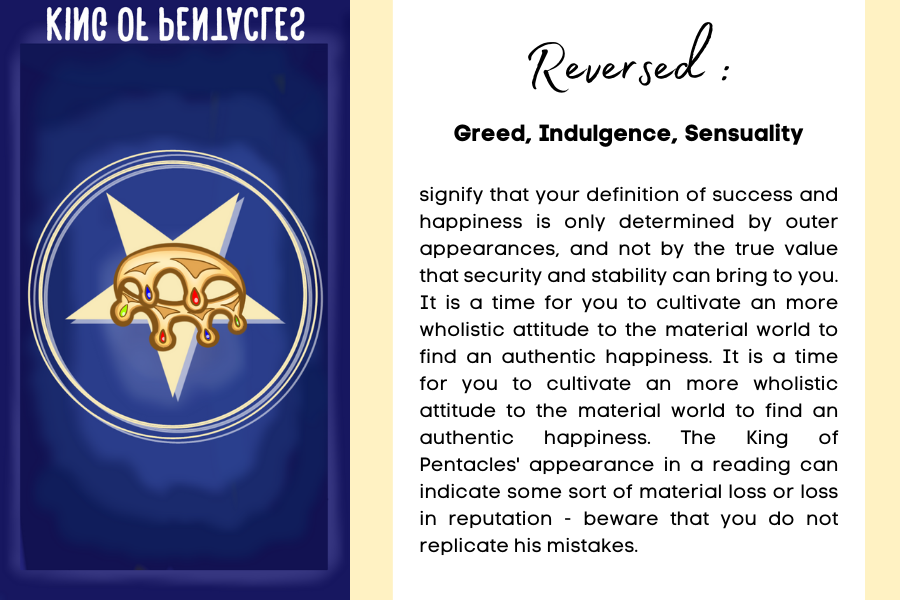 KING OF PENTACLES
Reversed :
Greed, Indulgence, Sensuality
signify that your definition of success and
happiness is only determined by outer
appearances, and not by the true value
that security and stability can bring to you.
It is a time for you to cultivate an more
wholistic attitude to the material world to
find an authentic happiness. It is a time
for you to cultivate an more wholistic
attitude to the material world to find an
authentic happiness. The King of
Pentacles' appearance in a reading can
indicate some sort of material loss or loss
in reputation - beware that you do not
replicate his mistakes.